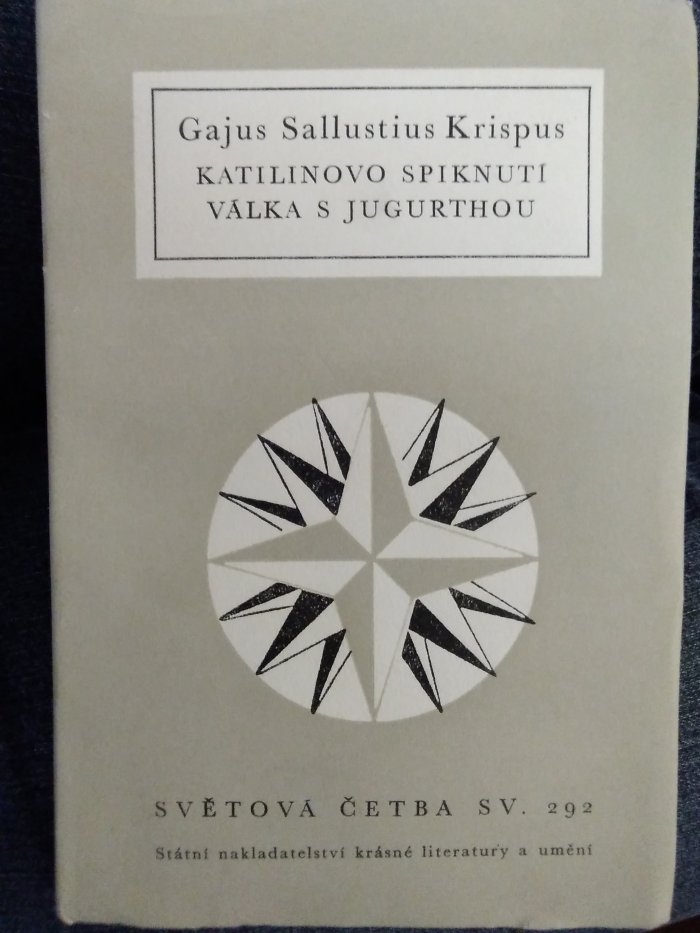 Gajus Sallustius Krispus
KATILINOVO SPIKNUTÍ
VÁLKA S JUGURTHOU
SVĚTOVÁ ČETBA SV. 292
Státní nakladatelství krásné literatury a umění